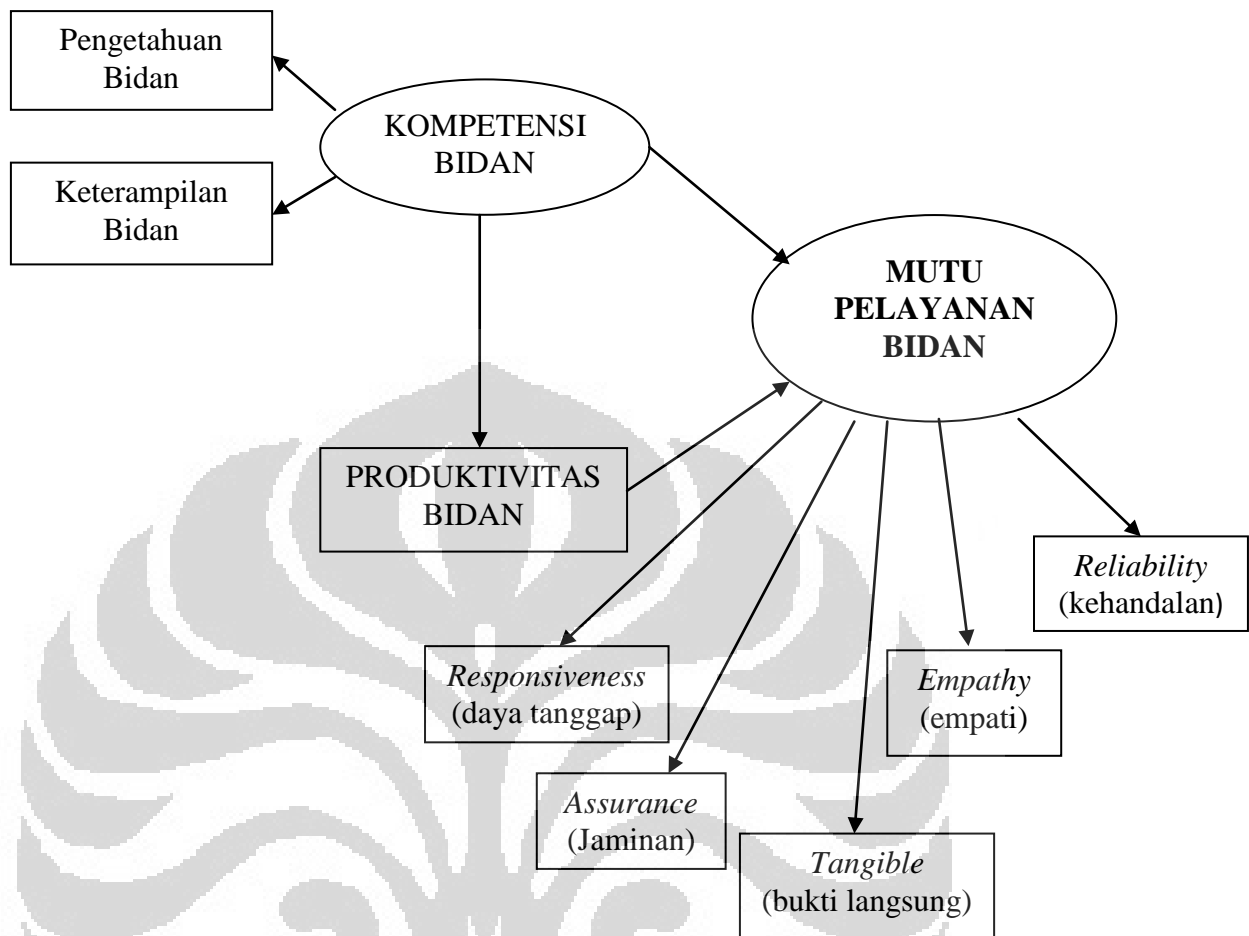 Pengetahuan
Bidan
KOMPETENSI
BIDAN
Keterampilan
Bidan
MUTU
PELAYANAN
BIDAN
PRODUKTIVITAS
BIDAN
Reliability
(kehandalan)
Responsiveness
(daya tanggap)
Empathy
(empati)
Assurance
(Jaminan)
Tangible
(bukti langsung)